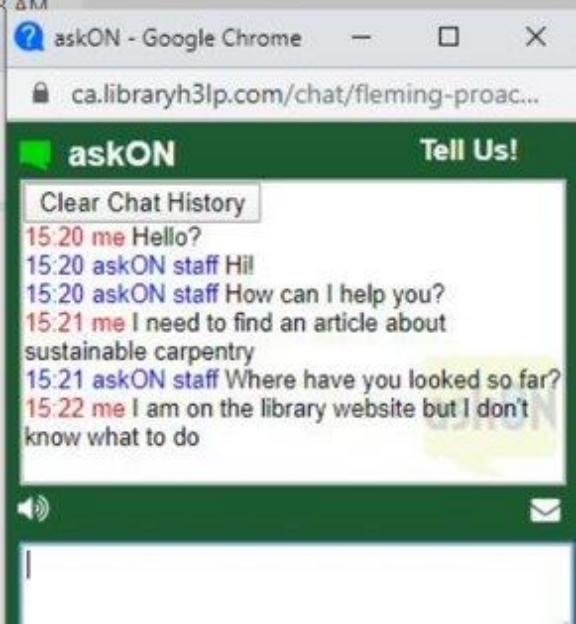 AM
askON - Google Chrome
ca.libraryh3lp.com/chat/fleming-proac...
askON Tell Us!
Clear Chat History
15:20 me Hello?
15:20 askON staff Hi!
15:20 askON staff How can I help you?
15:21 me I need to find an article about
sustainable carpentry
15:21 askON staff Where have you looked so far?
15:22 me I am on the library website but I don't
know what to do
askON